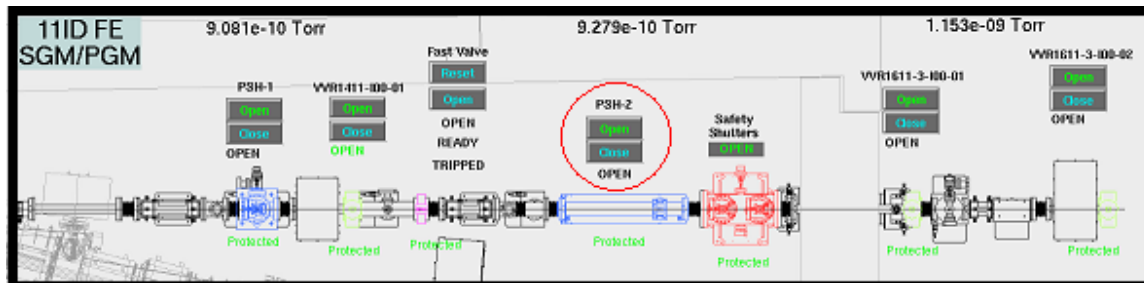 11ID FE
SGM/PGM
9.081e-10 Torr
9.279e-10 Torr
1.153e-09 Torr
PSH-1
Open
Close
OPEN
VVR1411-I00-01
Open
Close
OPEN
Fast Valve
Reset
Open
OPEN
READY
TRIPPED
PSH-2
Open
Close
OPEN
Safety
Shutters
OPEN
VVR1611-3-I00-01
Open
Close
OPEN
VVR1611-3-I00-02
Open
Close
OPEN
Protected
Protected
Protected
Protected
Protected
Protected
Protected